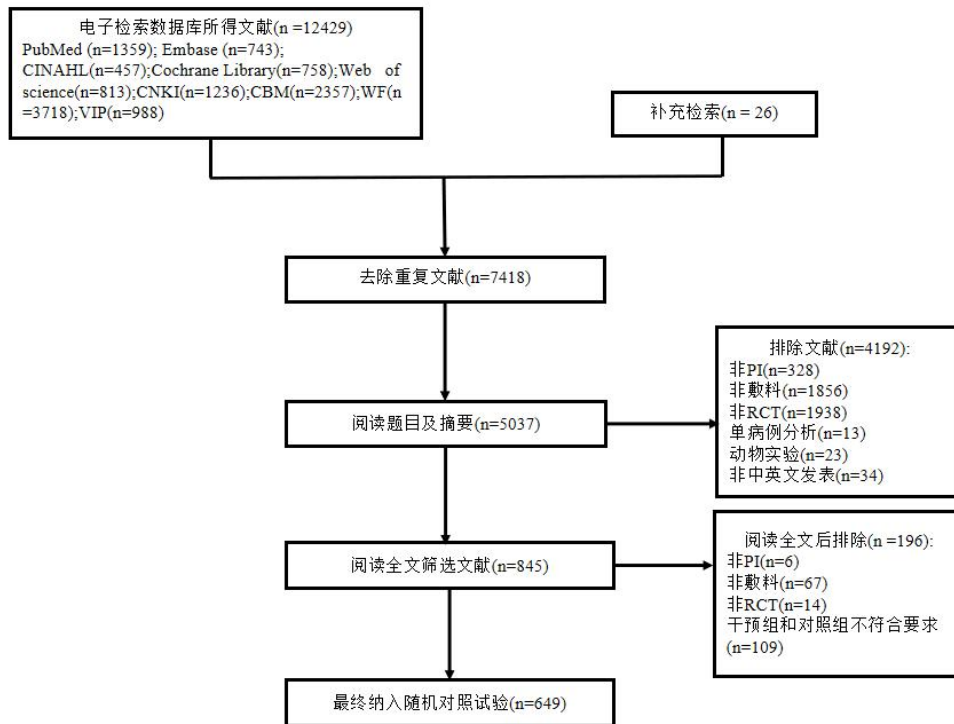 电子检索数据库所得文献(n =12429)
PubMed (n=1359); Embase (n=743);
CINAHL(n=457);Cochrane Library(n=758);Web of
science(n=813);CNKI(n=1236);CBM(n=2357);WF(n
=3718);VIP(n=988)
补充检索(n = 26)
去除重复文献(n=7418)
排除文献(n=4192):
非PI(n=328)
非敷料(n=1856)
非RCT(n=1938)
单病例分析(n=13)
动物实验(n=23)
非中英文发表(n=34)
阅读题目及摘要(n=5037)
阅读全文后排除(n =196):
非PI(n=6)
非敷料(n=67)
非RCT(n=14)
干预组和对照组不符合要求
(n=109)
阅读全文筛选文献(n=845)
最终纳入随机对照试验(n=649)